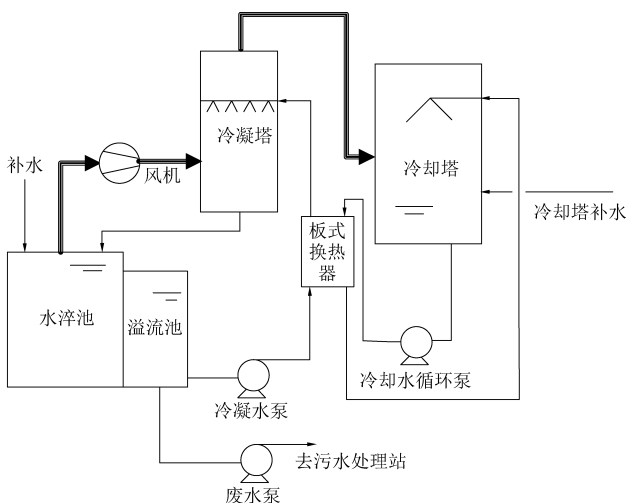 冷凝塔
冷却塔
补水
风机
冷却塔补水
板式
换热
器
水淬池
溢流池
冷却水循环泵
冷凝水泵
去污水处理站
废水泵